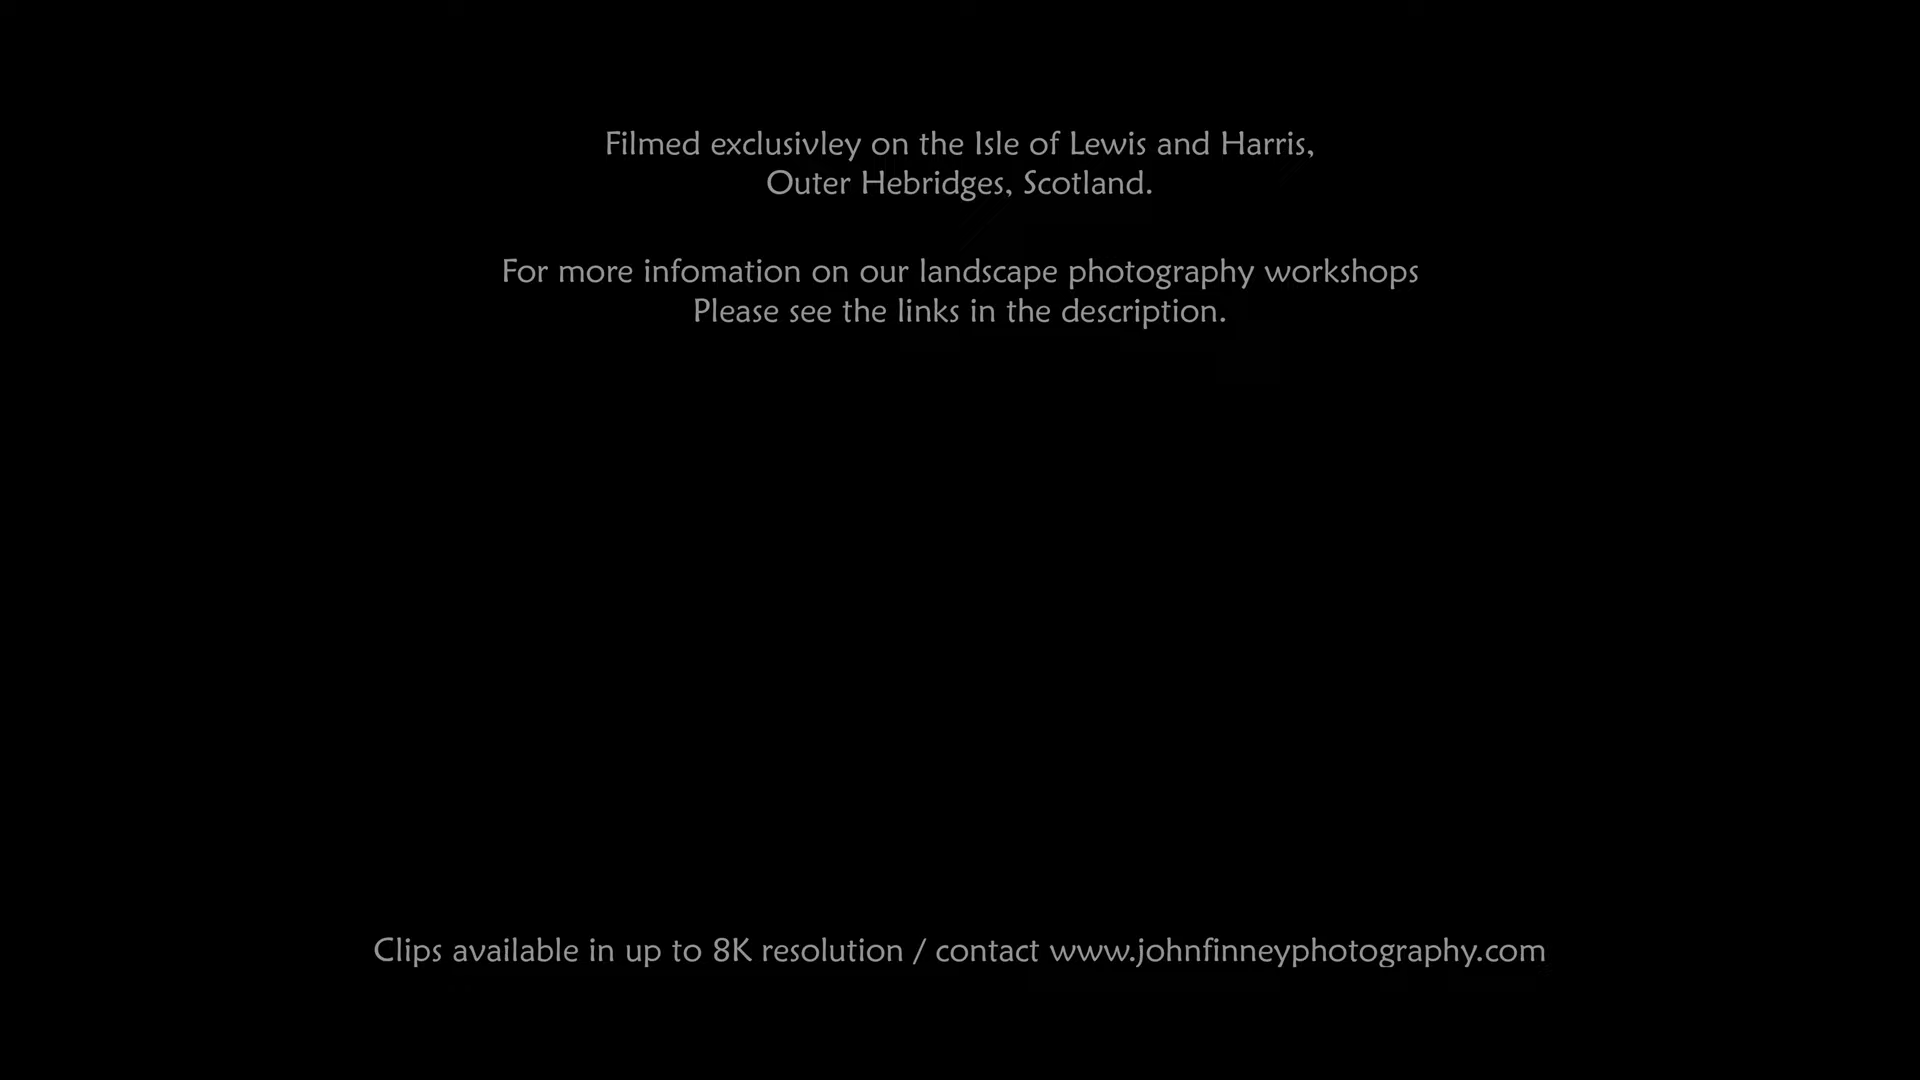 Filmed exclusivley on the Isle of Lewis and Harris,
Outer Hebridges, Scotland.
For more infomation on our landscape photography workshops
Please see the links in the description.
Clips available in up to 8K resolution / contact www.johnfinneyphotography.com